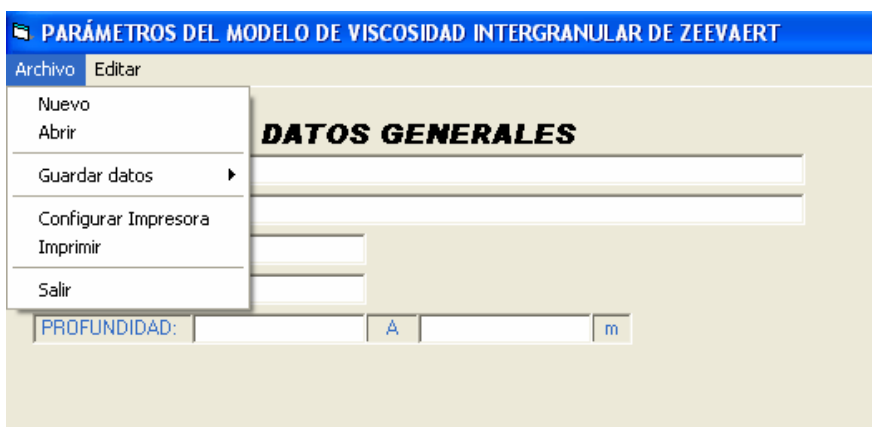 PARÁMETROS DEL MODELO DE VISCOSIDAD INTERGRANULAR DE ZEEVAERT
Archivo Editar
Nuevo
Abrir
DATOS GENERALES
Guardar datos
Configurar Impresora
Imprimir
Salir
PROFUNDIDAD: A m